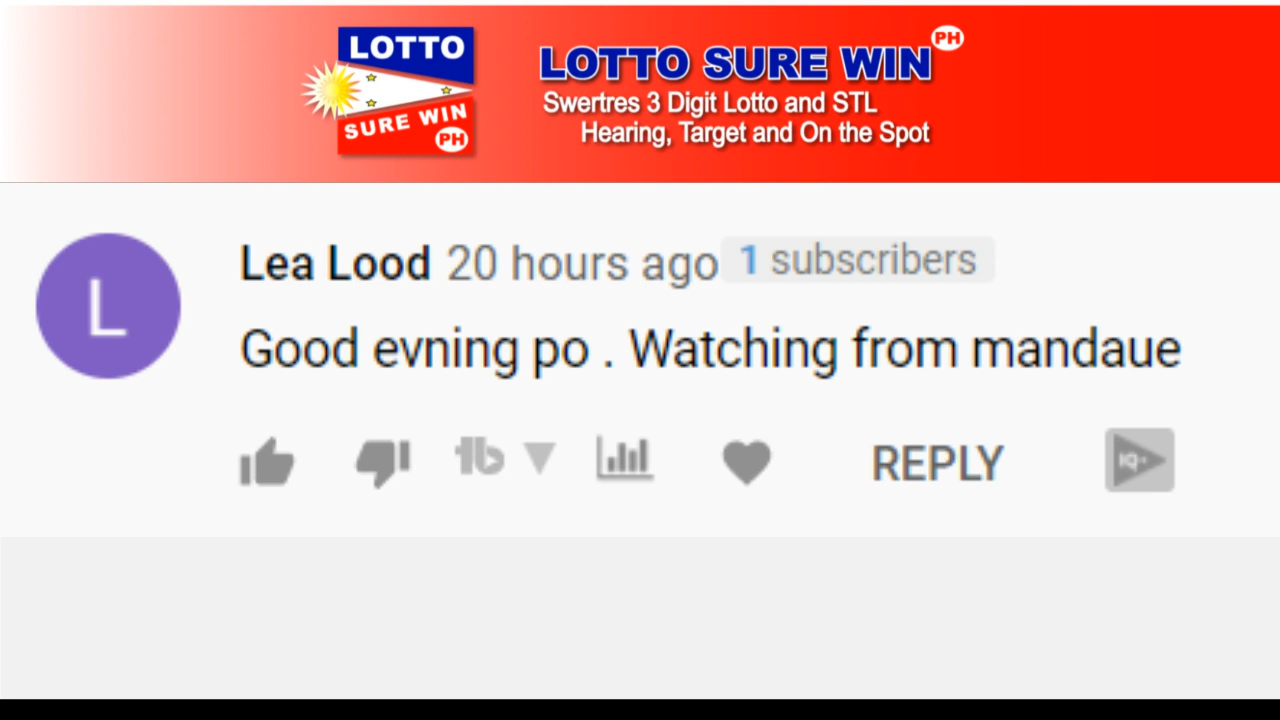 LOTTO
SURE WIN
PH
LOTTO SURE WIN PH
Swertres 3 Digit Lotto and STL
Hearing, Target and On the Spot
L
Lea Lood 20 hours ago 1 subscribers
Good evning po . Watching from mandaue
REPLY
IQ+